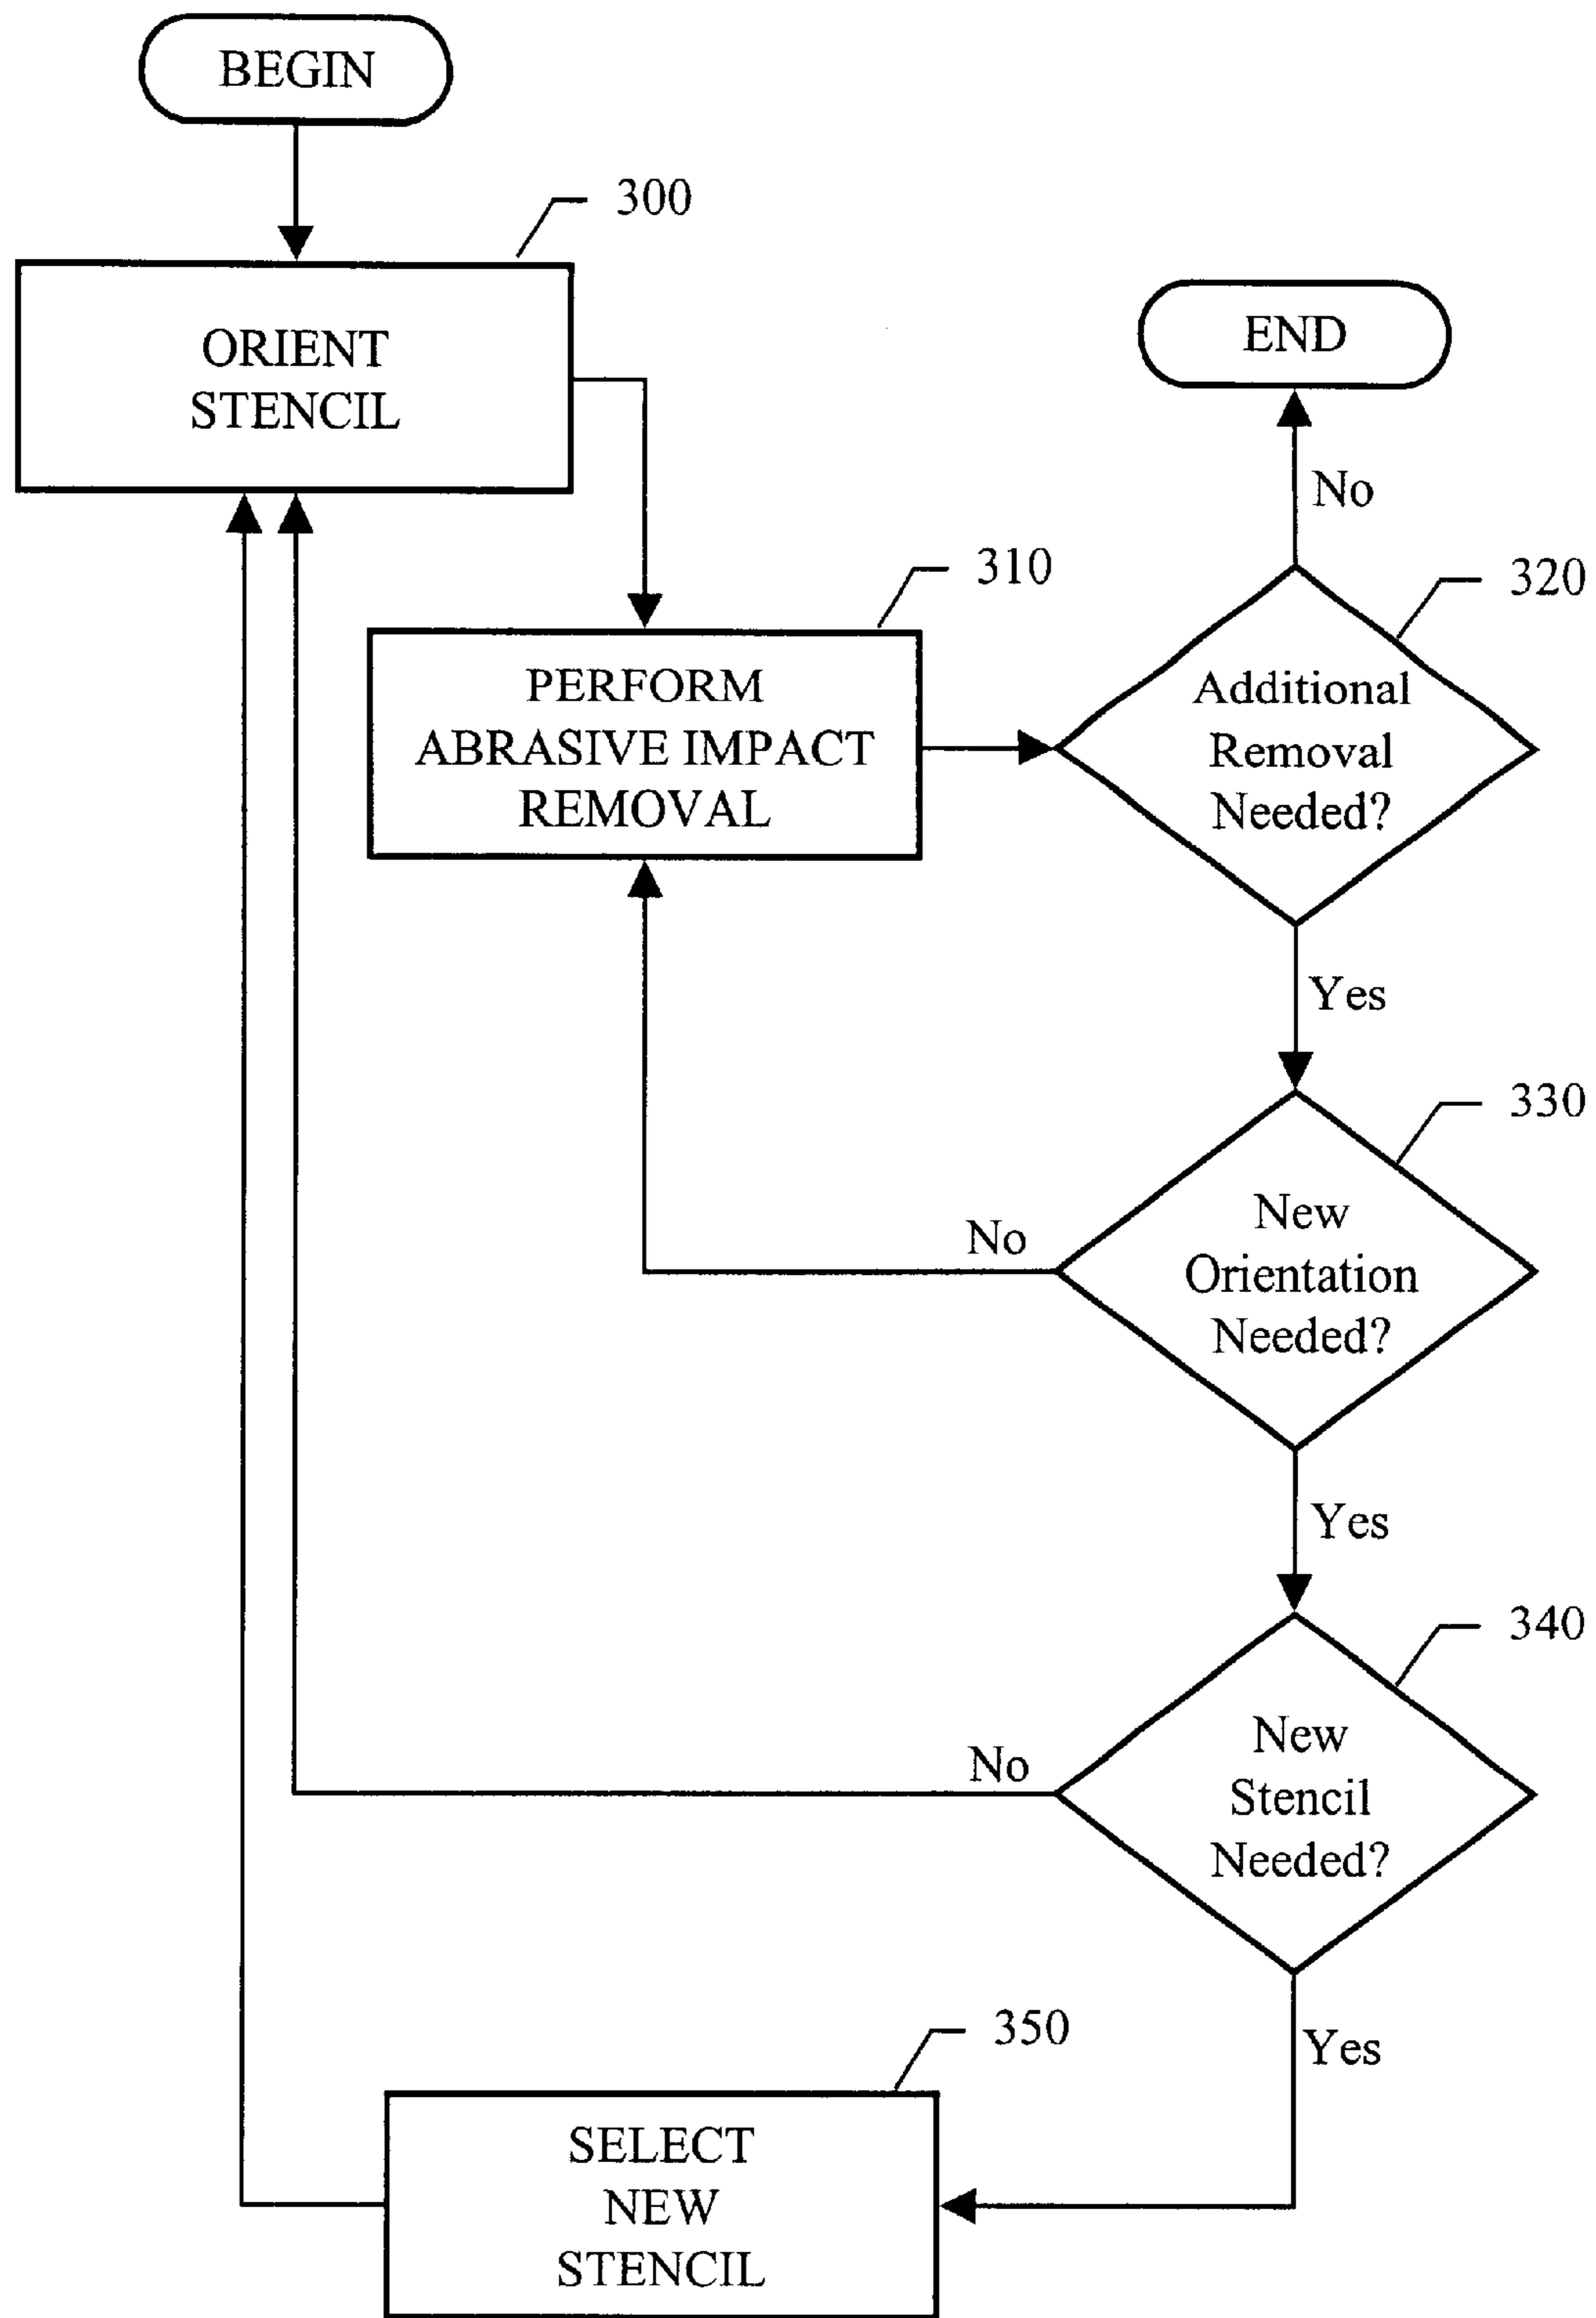 BEGIN
300
ORIENT
STENCIL
END
No
310
320
PERFORM
ABRASIVE IMPACT
REMOVAL
Additional
Removal
Needed?
Yes
330
No
New
Orientation
Needed?
Yes
340
No
New
Stencil
Needed?
350
Yes
SELECT
NEW
STENCIL